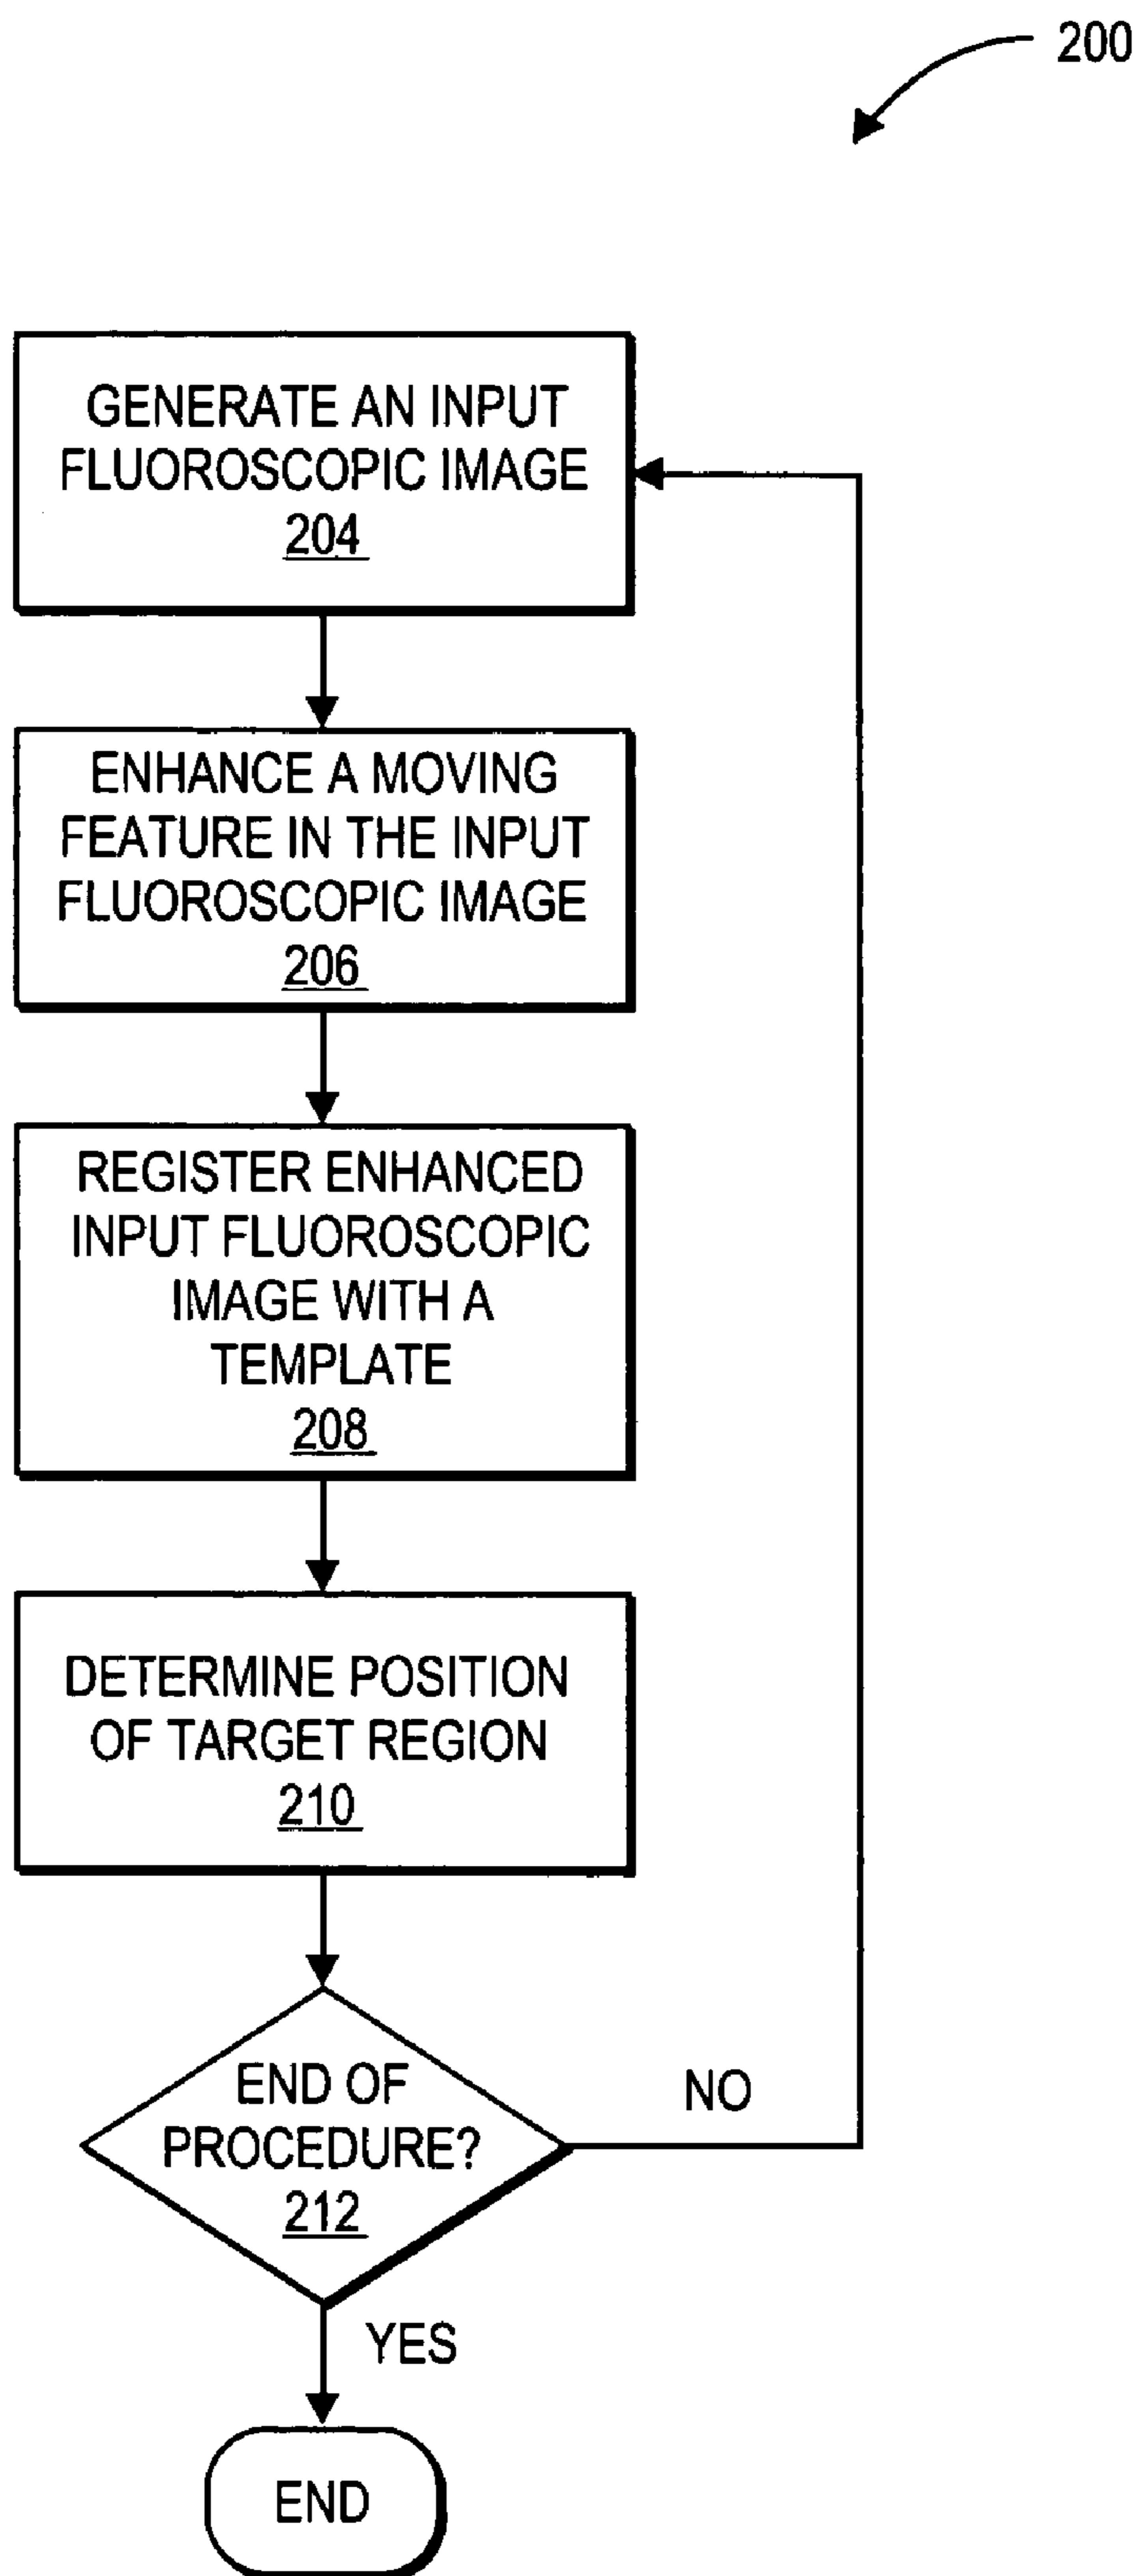 200
GENERATE AN INPUT
FLUOROSCOPIC IMAGE
204
ENHANCE A MOVING
FEATURE IN THE INPUT
FLUOROSCOPIC IMAGE
206
REGISTER ENHANCED
INPUT FLUOROSCOPIC
IMAGE WITH A
TEMPLATE
208
DETERMINE POSITION
OF TARGET REGION
210
END OF
PROCEDURE?
212
NO
YES
END